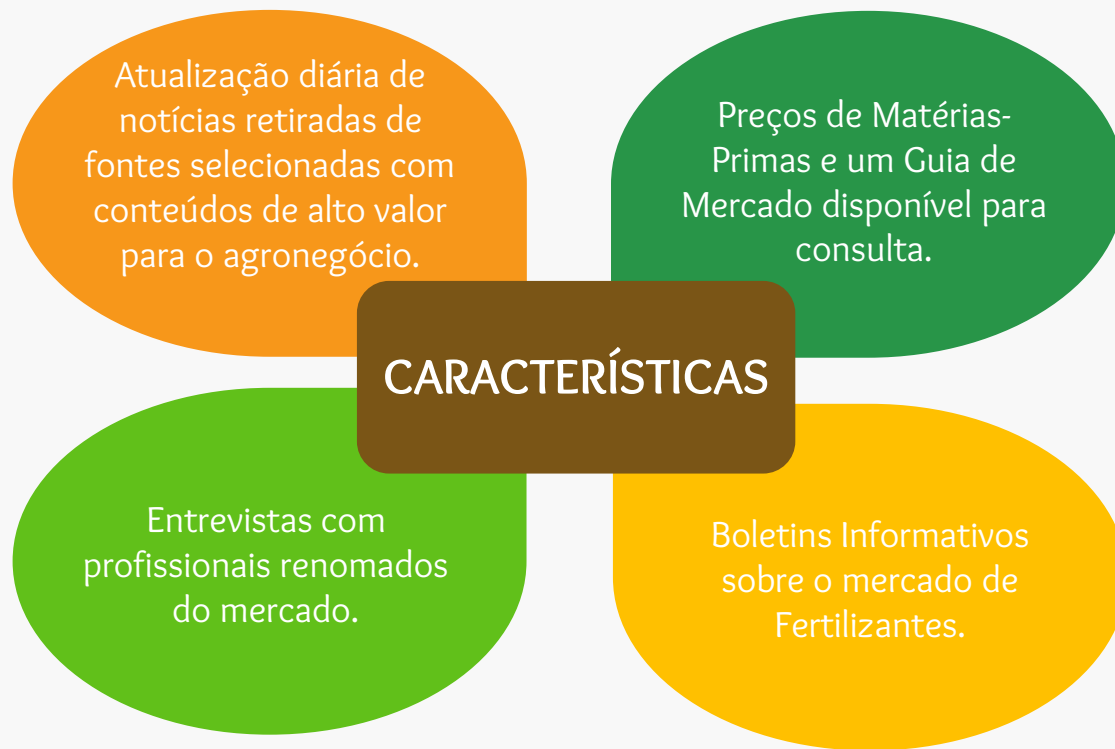 Atualização diária de
notícias retiradas de
fontes selecionadas com
conteúdos de alto valor
para o agronegócio.
Preços de Matérias-
Primas e um Guia de
Mercado disponível para
consulta.
CARACTERÍSTICAS
Entrevistas com
profissionais renomados
do mercado.
Boletins Informativos
sobre o mercado de
Fertilizantes.